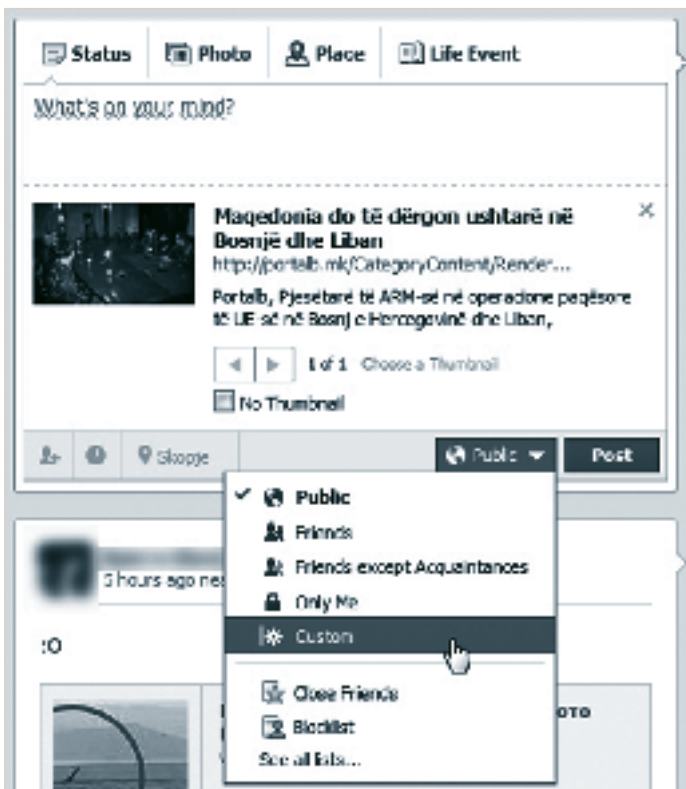 Status Photo Place Life Event
What's on your mind?
Maqedonia do të dërgon ushtarë në
Bosnjë dhe Liban
http://portalb.mk/CategoryContent/Render...
Portalb, Pjesëtarë të ARM-së në operacione paqësore
të UE-së në Bosnj e Hercegovinë dhe Liban,
1 of 1 Choose a Thumbnail
No Thumbnail
Skopje Public Post
Public
Friends
5 hours ago
Friends except Acquaintances
Only Me
:O
Custom
Close Friends
Blocklist
See all lists...